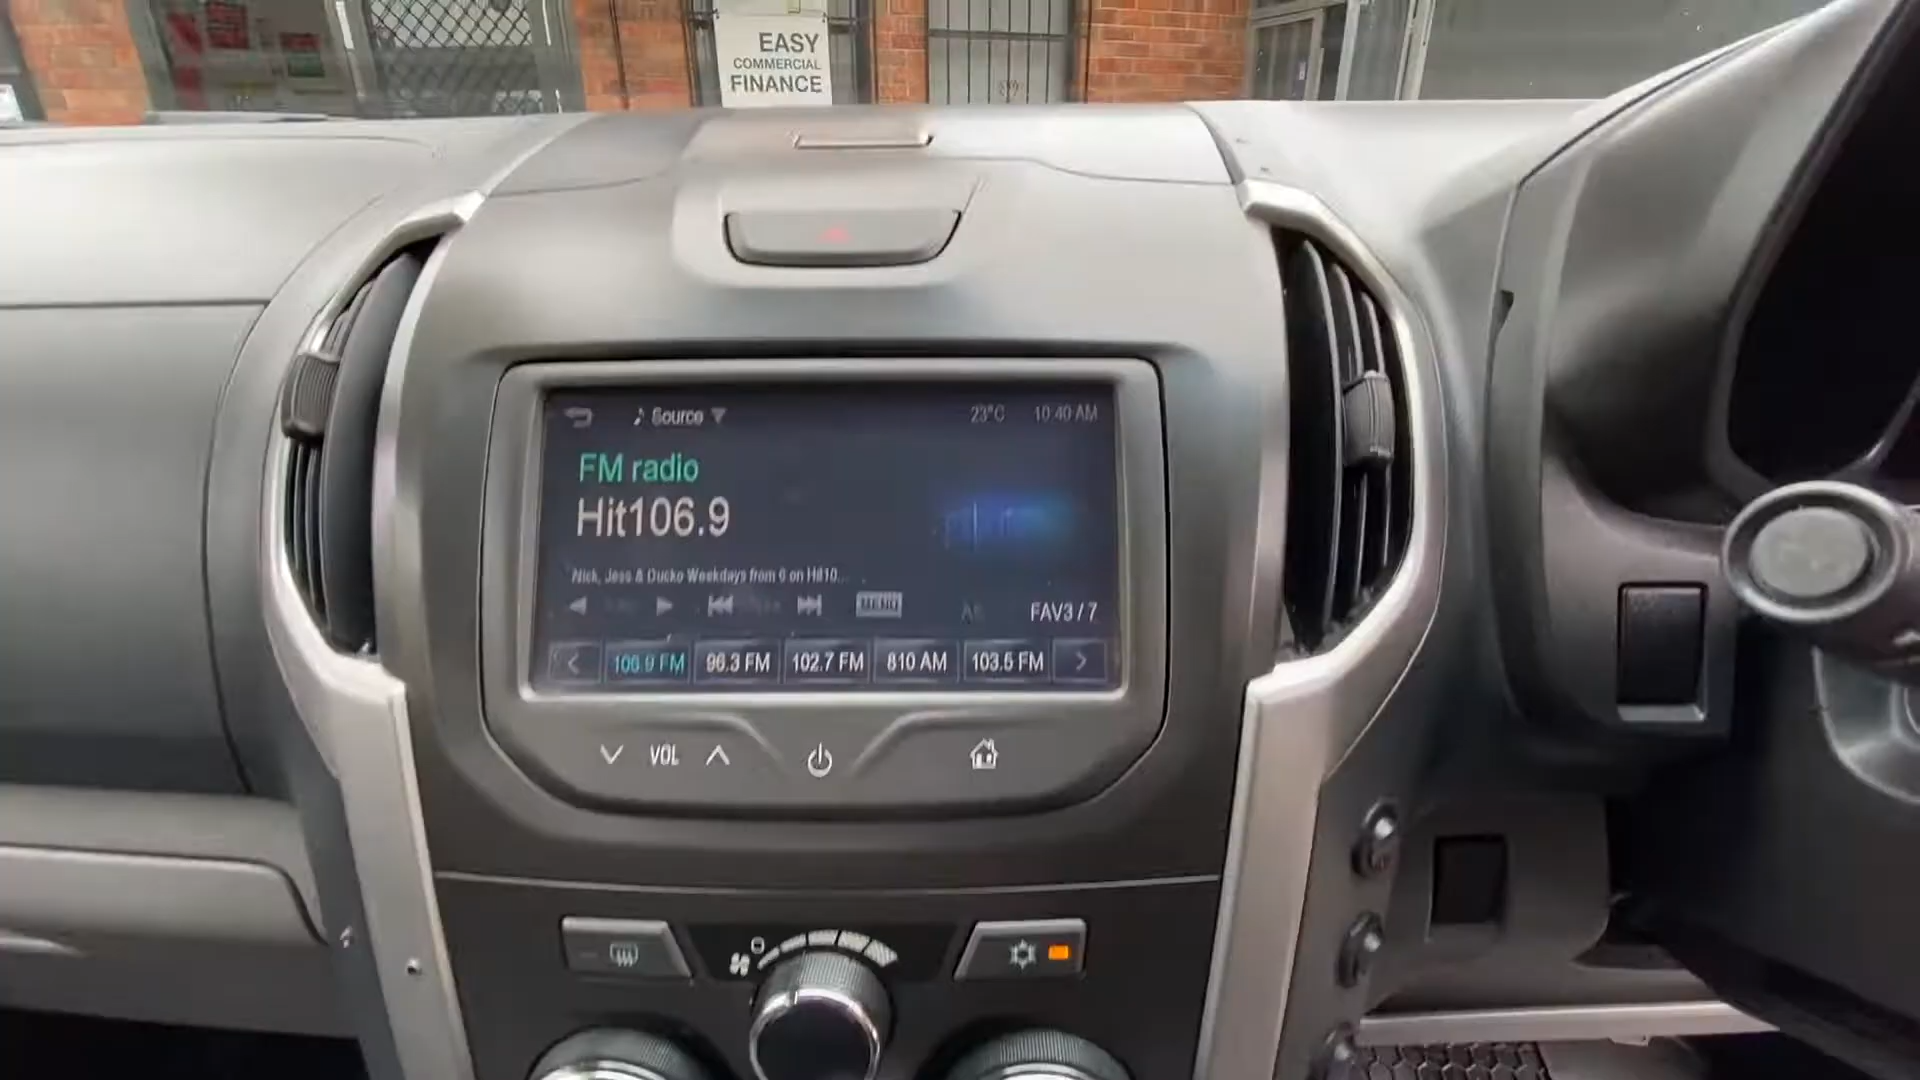 EASY
COMMERCIAL
FINANCE
Source
23°C
10:40 AM
FM radio
Hit106.9
Nick, Jess & Ducko Weekdays from 6 on Hit10...
MENU
FAV3 / 7
106.9 FM
96.3 FM
102.7 FM
810 AM
103.5 FM
VOL